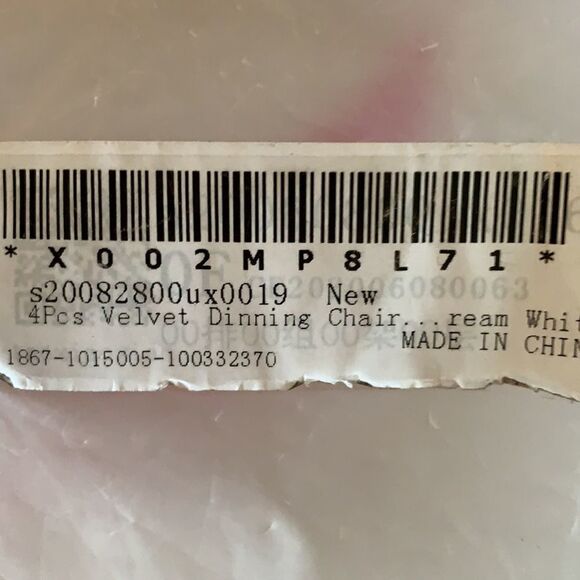 *X002MP8L71*
s20082800ux0019 New
4Pcs Velvet Dinning Chair...ream Whit
MADE IN CHIN
1867-1015005-100332370